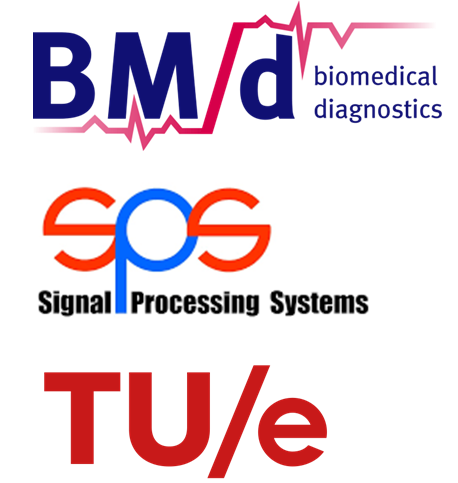 BM/d
biomedical
diagnostics
sps
Signal Processing Systems
TU/e